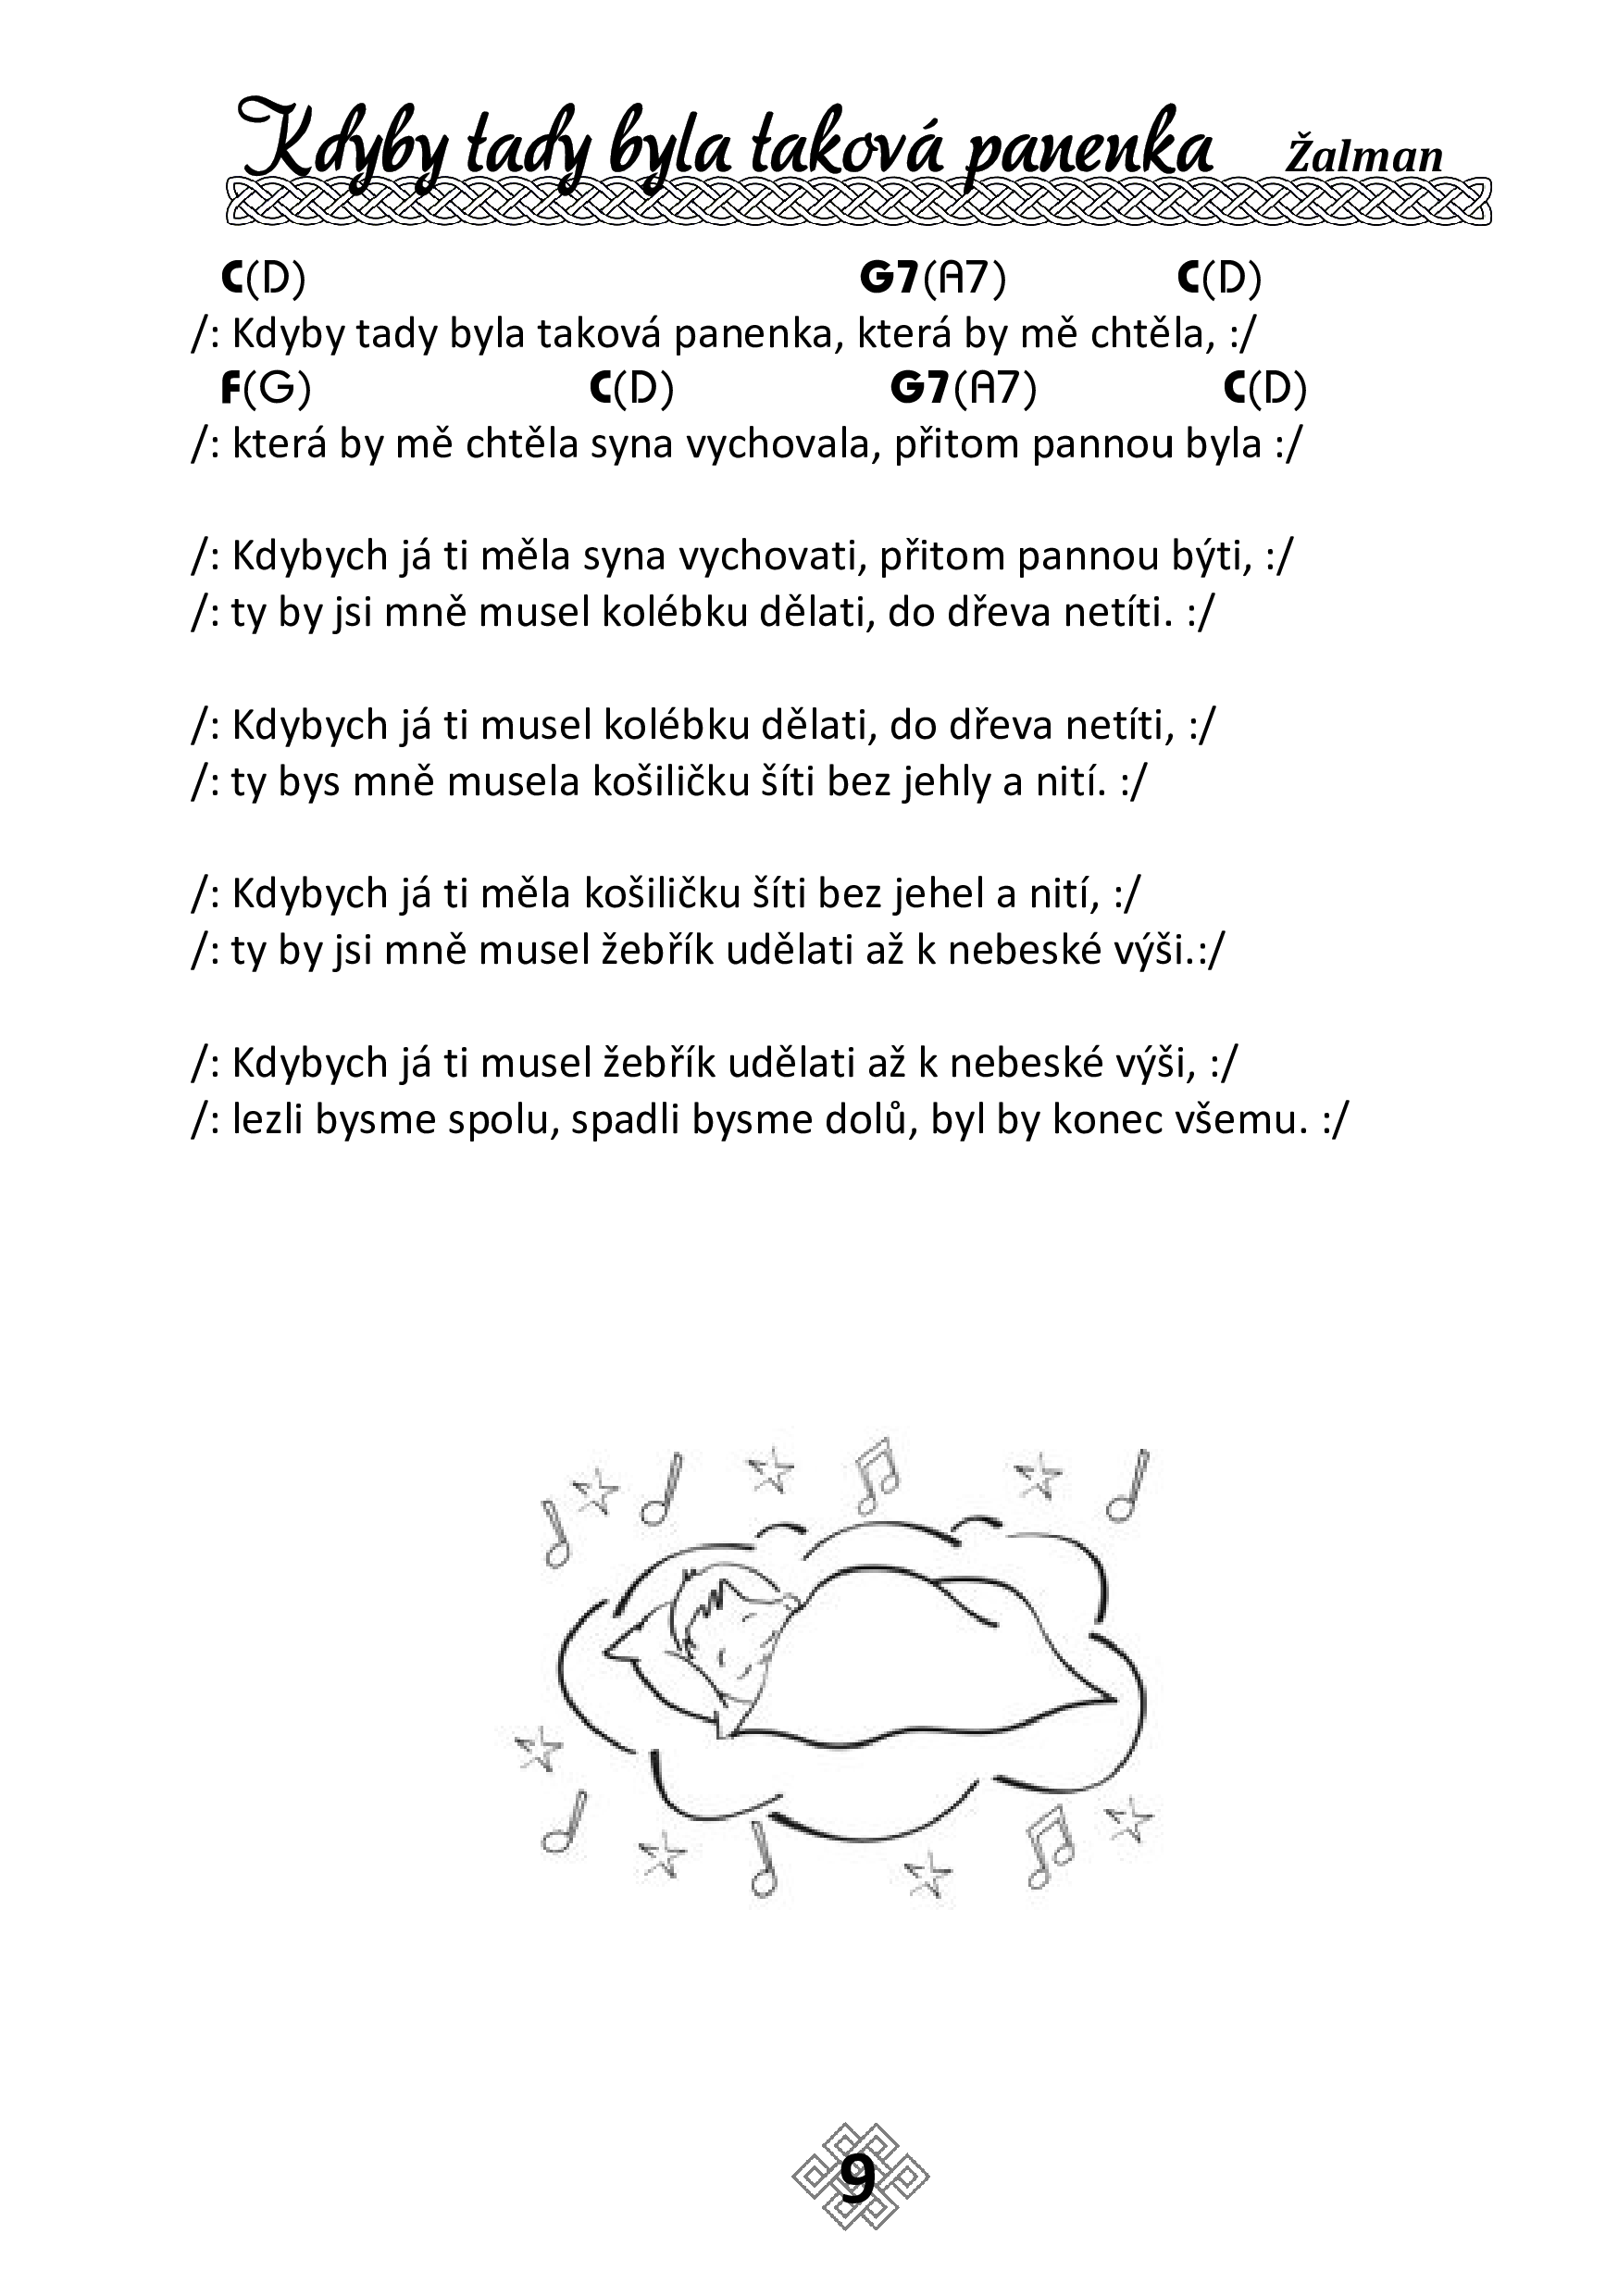 Kdyby tady byla taková panenka Žalman
C(D) G7(A7) C(D)
/: Kdyby tady byla taková panenka, která by mě chtěla, :/
F(G) C(D) G7(A7) C(D)
/: která by mě chtěla syna vychovala, přitom pannou byla :/
/: Kdybych já ti měla syna vychovati, přitom pannou býti, :/
/: ty by jsi mně musel kolébku dělati, do dřeva netíti. :/
/: Kdybych já ti musel kolébku dělati, do dřeva netíti, :/
/: ty bys mně musela košiličku šíti bez jehly a nití. :/
/: Kdybych já ti měla košiličku šíti bez jehel a nití, :/
/: ty by jsi mně musel žebřík udělati až k nebeské výši.:/
/: Kdybych já ti musel žebřík udělati až k nebeské výši, :/
/: lezli bysme spolu, spadli bysme dolů, byl by konec všemu. :/
9